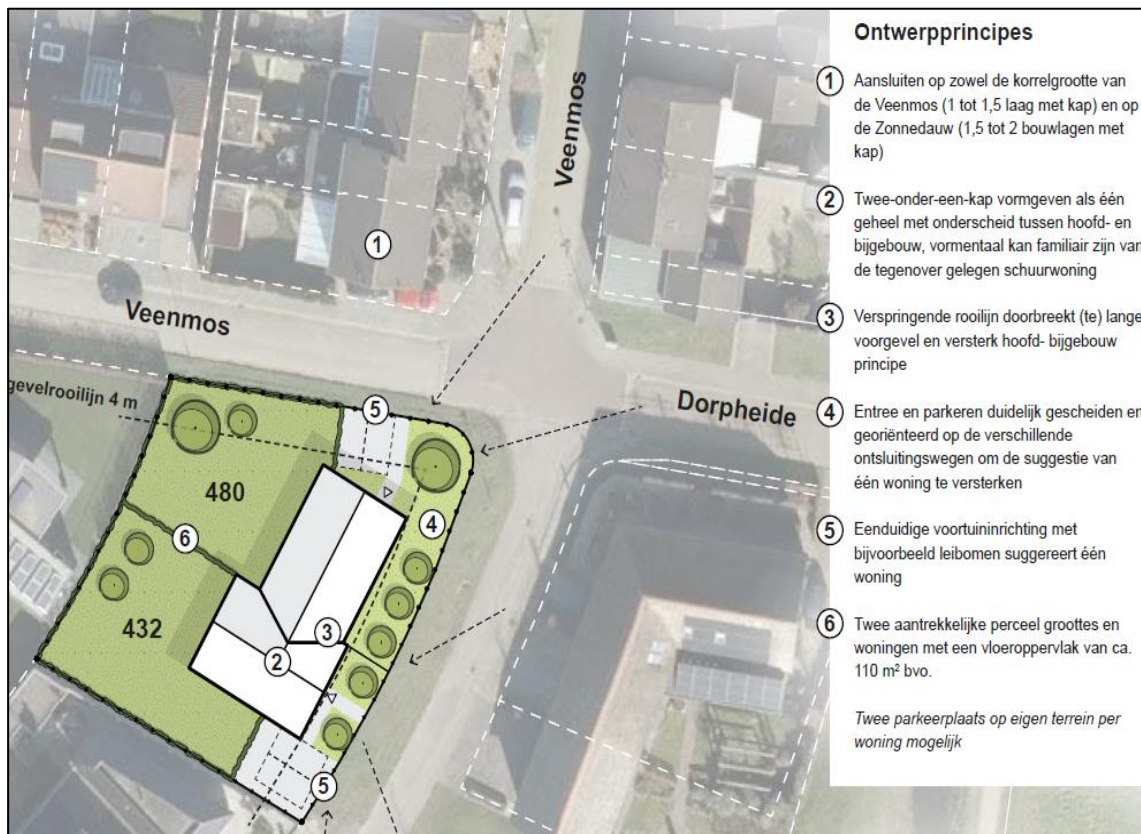 Veenmos
1
Veenmos
gevelrooilijn 4 m
5
Dorpheide
480
4
6
432
3
2
5
Ontwerpprincipes
1 Aansluiten op zowel de korrelgrootte van
de Veenmos (1 tot 1,5 laag met kap) en op
de Zonnedauw (1,5 tot 2 bouwlagen met
kap)
2 Twee-onder-een-kap vormgeven als één
geheel met onderscheid tussen hoofd- en
bijgebouw, vormentaal kan familiair zijn van
de tegenover gelegen schuurwoning
3 Verspringende rooilijn doorbreekt (te) lange
voorgevel en versterk hoofd- bijgebouw
principe
4 Entree en parkeren duidelijk gescheiden en
georiënteerd op de verschillende
ontsluitingswegen om de suggestie van
één woning te versterken
5 Eenduidige voortuininrichting met
bijvoorbeeld leibomen suggereert één
woning
6 Twee aantrekkelijke perceel groottes en
woningen met een vloeroppervlak van ca.
110 m² bvo.
Twee parkeerplaats op eigen terrein per
woning mogelijk